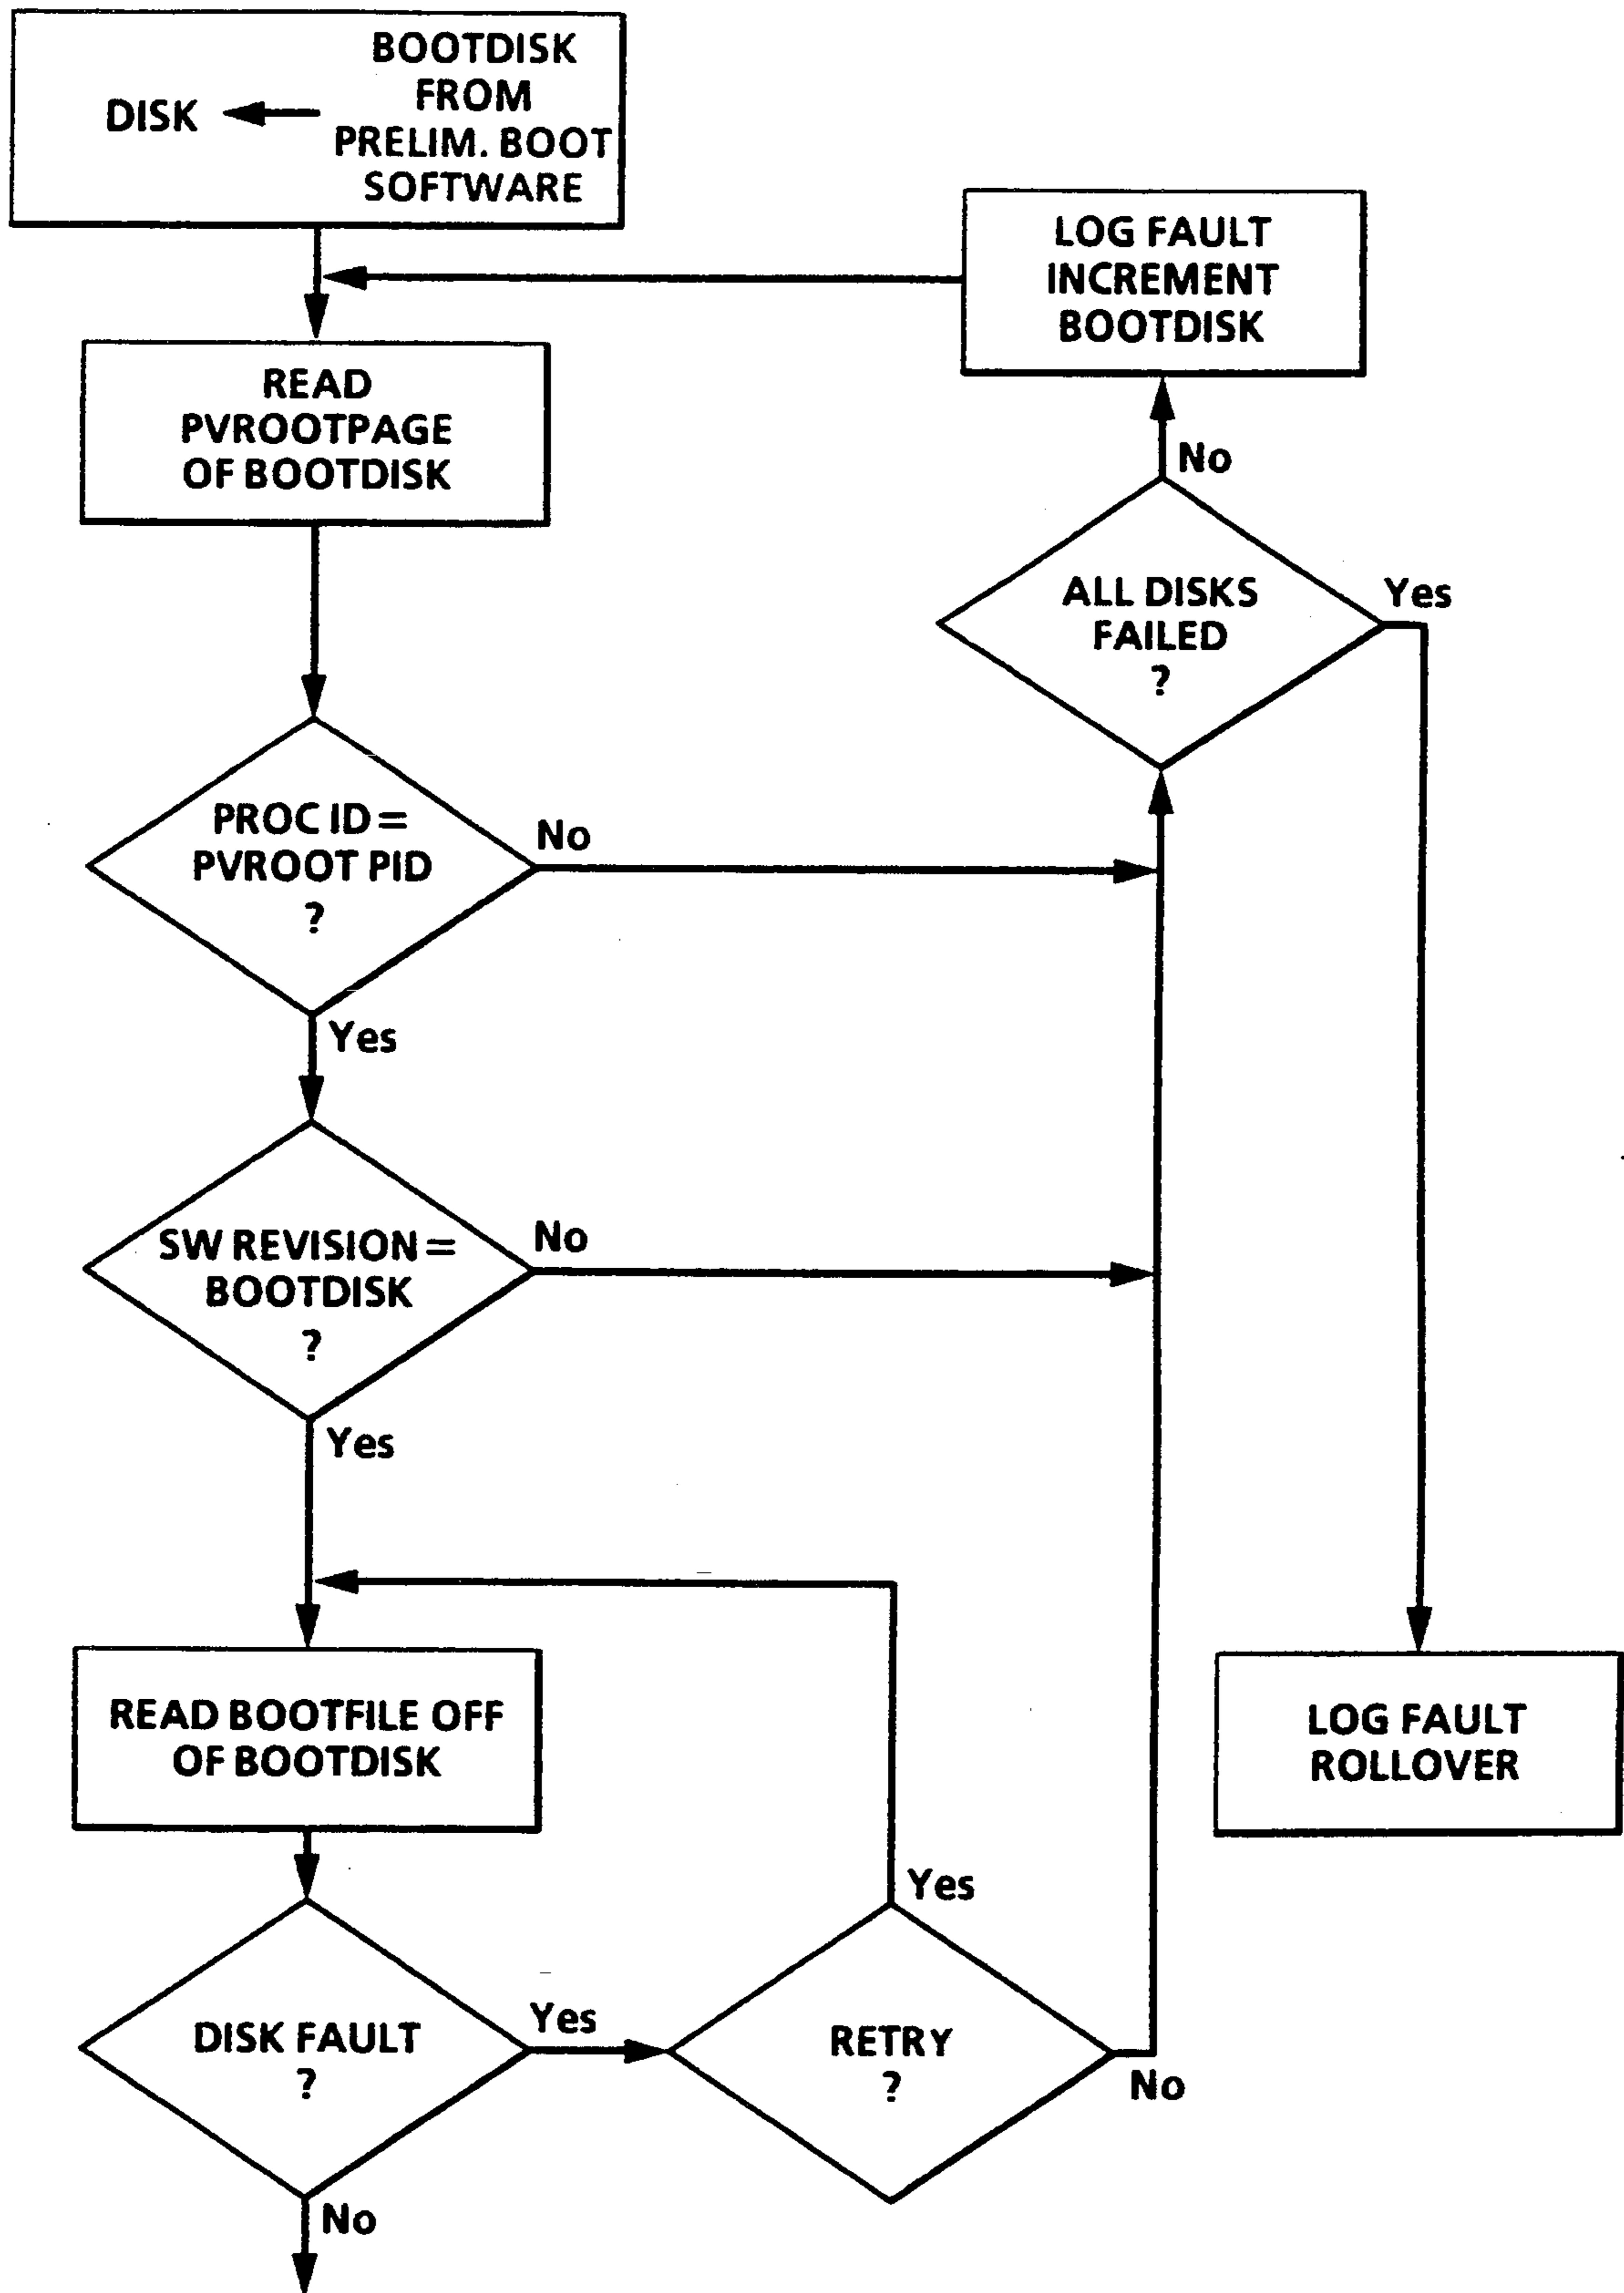 BOOTDISK
FROM
DISK
PRELIM. BOOT
SOFTWARE
LOG FAULT
INCREMENT
BOOTDISK
READ
PVROOTPAGE
OF BOOTDISK
No
ALL DISKS
FAILED
?
Yes
PROC ID =
PVROOT PID
?
No
Yes
SW REVISION =
BOOTDISK
?
No
Yes
READ BOOTFILE OFF
OF BOOTDISK
LOG FAULT
ROLLOVER
Yes
DISK FAULT
?
Yes
RETRY
?
No
No